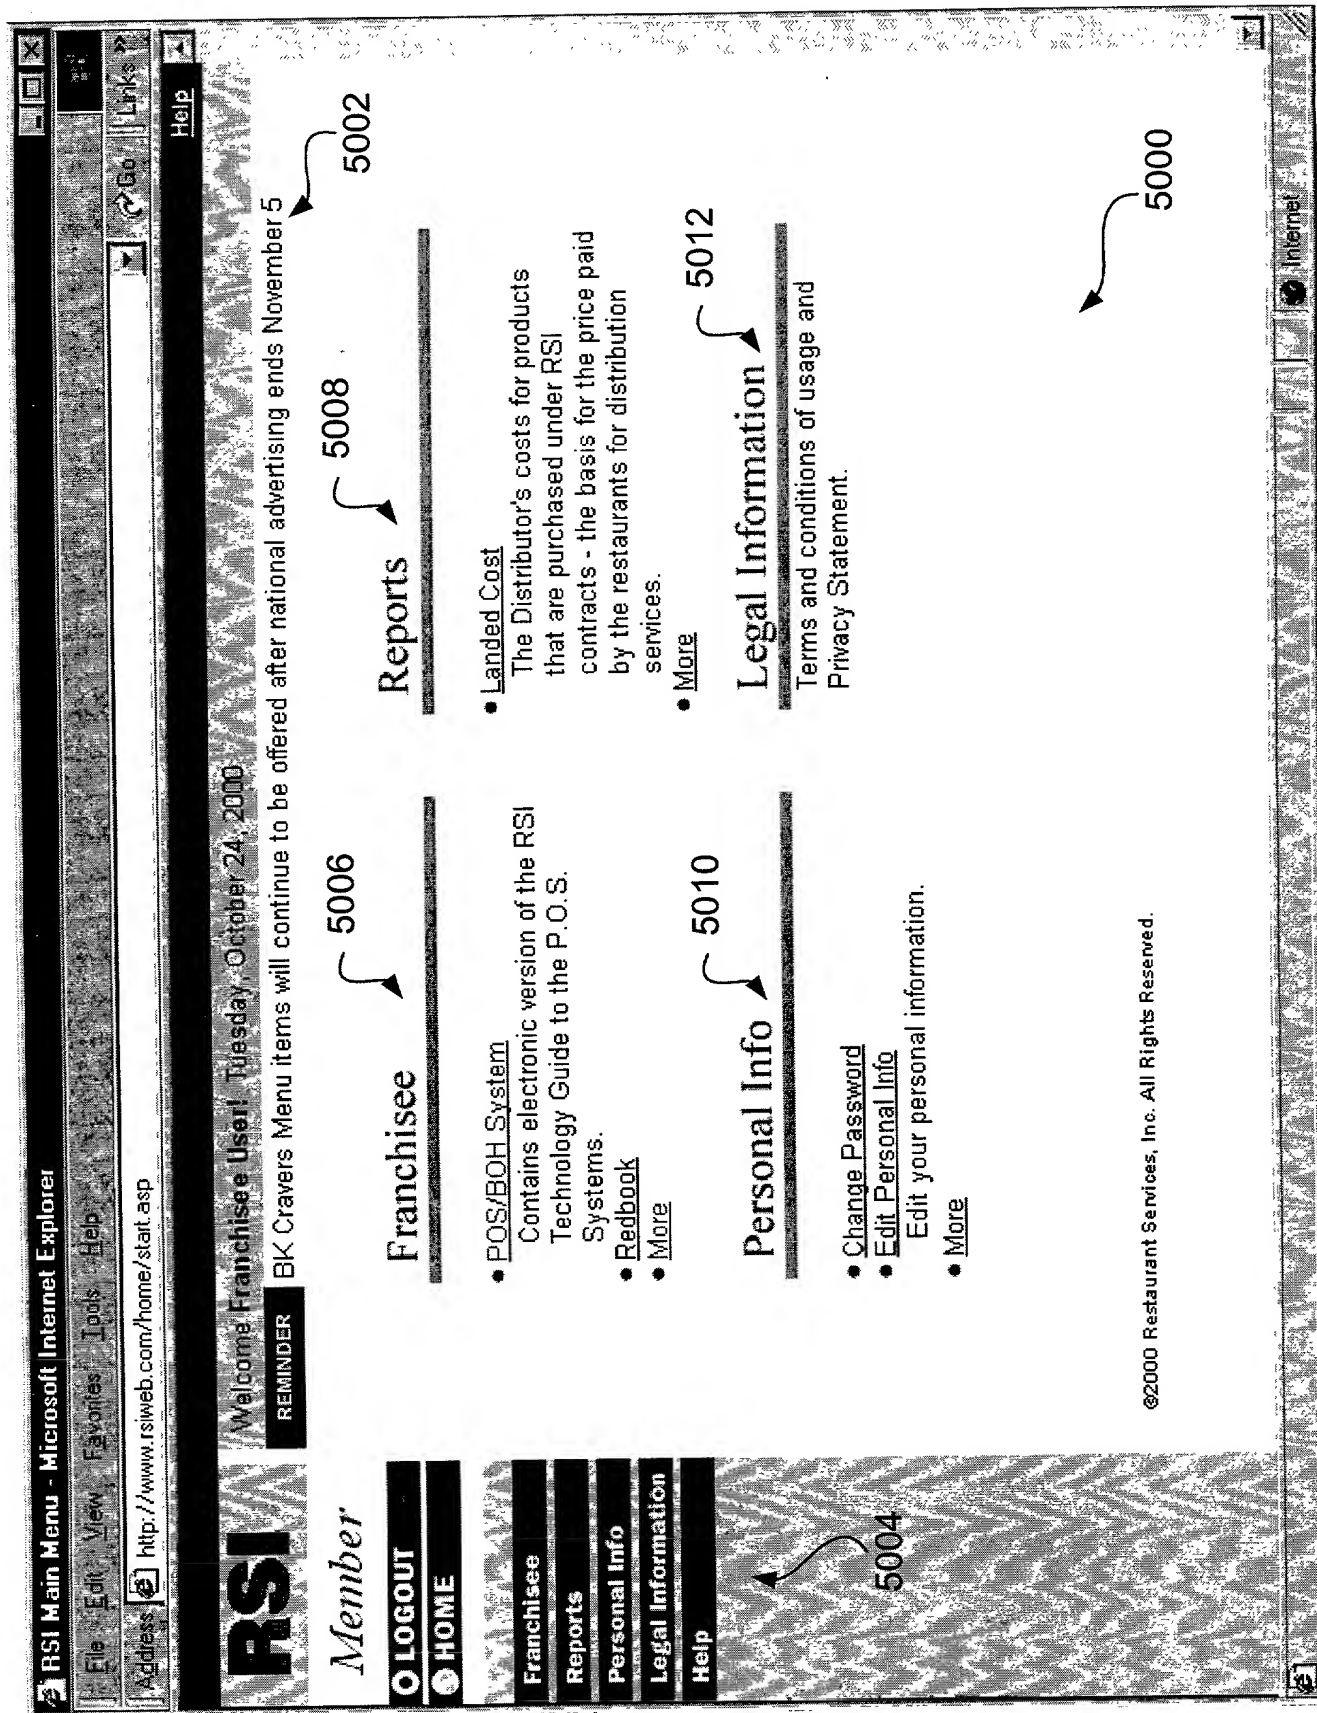 RSI Main Menu - Microsoft Internet Explorer
File Edit View Favorites Tools Help
Address http://www.rsiweb.com/home/start.asp Go Links »
Help
RSI
Welcome Franchisee User! Tuesday, October 24, 2000
REMINDER BK Cravers Menu items will continue to be offered after national advertising ends November 5
5002
Member
LOGOUT
HOME
Franchisee
Reports
Personal Info
Legal Information
Help
5004
5006
Franchisee
• POS/BOH System
Contains electronic version of the RSI
Technology Guide to the P.O.S.
Systems.
• Redbook
• More
5008
Reports
• Landed Cost
The Distributor's costs for products
that are purchased under RSI
contracts - the basis for the price paid
by the restaurants for distribution
services.
• More
5010
Personal Info
• Change Password
• Edit Personal Info
Edit your personal information.
• More
5012
Legal Information
Terms and conditions of usage and
Privacy Statement.
5000
©2000 Restaurant Services, Inc. All Rights Reserved.
Internet